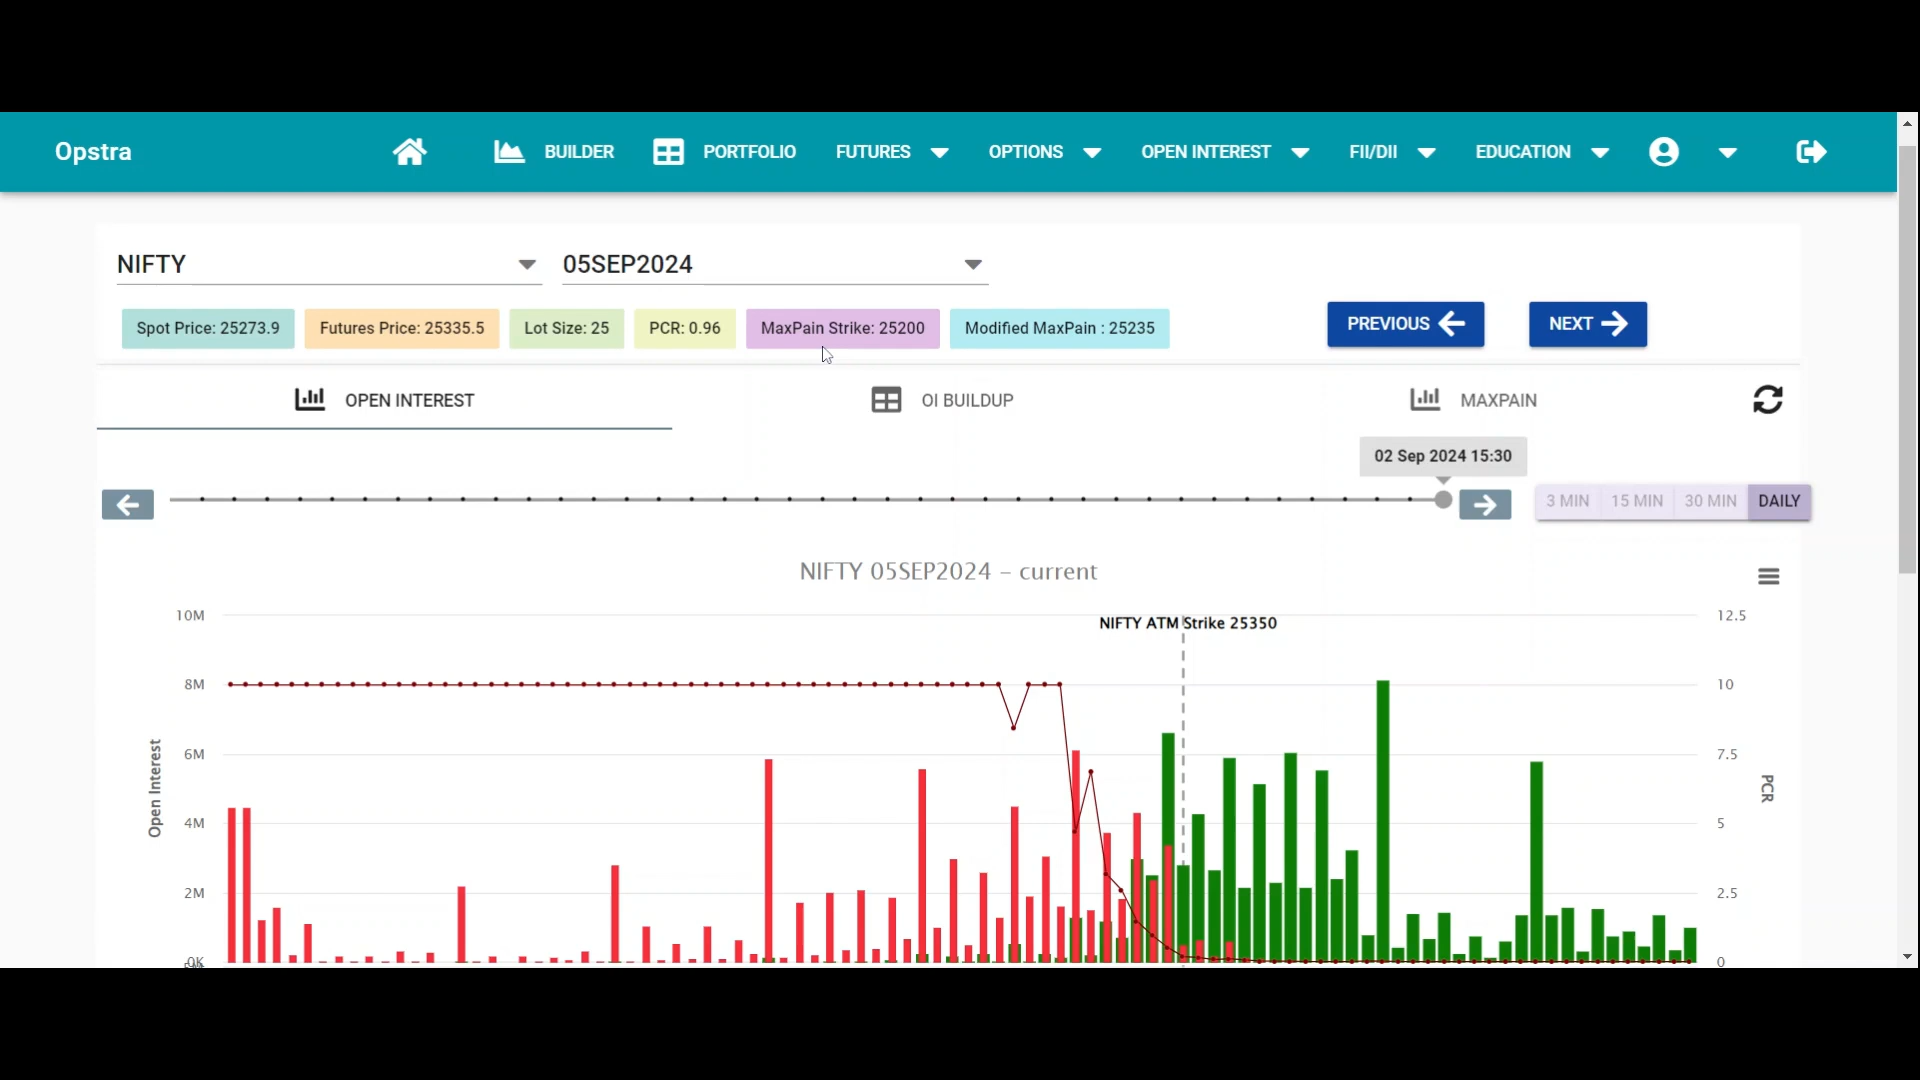 Opstra
BUILDER
PORTFOLIO
FUTURES
OPTIONS
OPEN INTEREST
FII/DII
EDUCATION
NIFTY
05SEP2024
Spot Price: 25273.9
Futures Price: 25335.5
Lot Size: 25
PCR: 0.96
MaxPain Strike: 25200
Modified MaxPain : 25235
PREVIOUS
NEXT
OPEN INTEREST
OI BUILDUP
MAXPAIN
02 Sep 2024 15:30
3 MIN
15 MIN
30 MIN
DAILY
NIFTY 05SEP2024 – current
10M
12.5
NIFTY ATM Strike 25350
8M
10
6M
7.5
Open Interest
PCR
4M
5
2M
2.5
0K
0